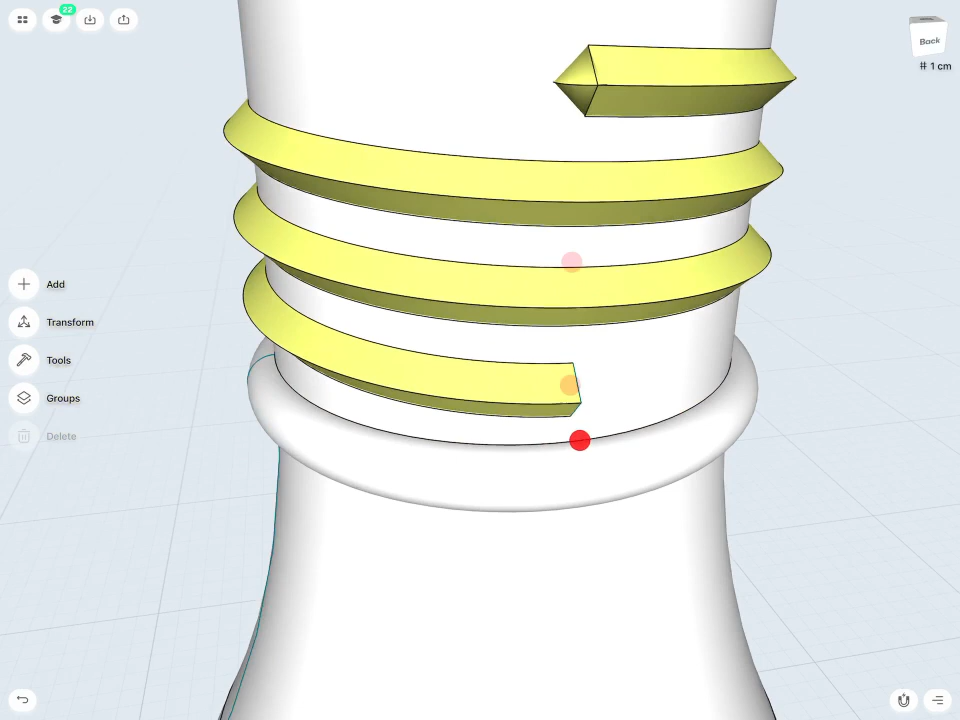 22
Back
# 1 cm
Add
Transform
Tools
Groups
Delete